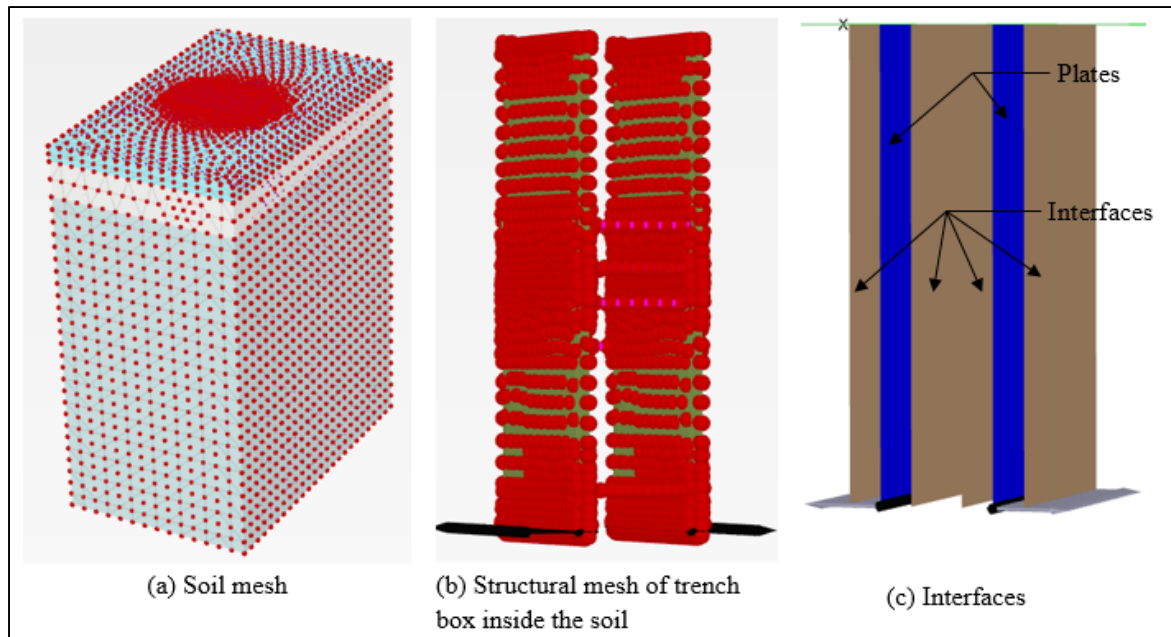 X
Plates
Interfaces
(a) Soil mesh
(b) Structural mesh of trench
box inside the soil
(c) Interfaces